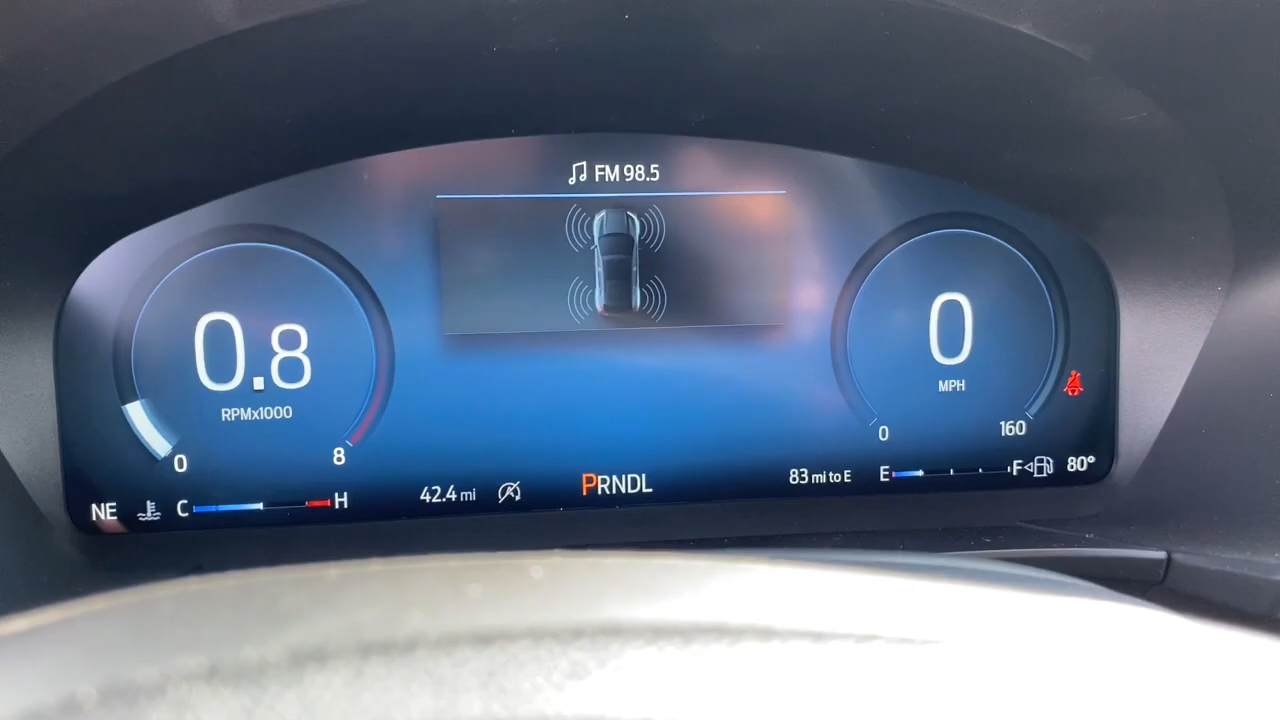 FM 98.5
0.8
RPMx1000
0 8
0
MPH
0 160
NE
C H
42.4 mi
PRNDL
83 mi to E
E F
80°